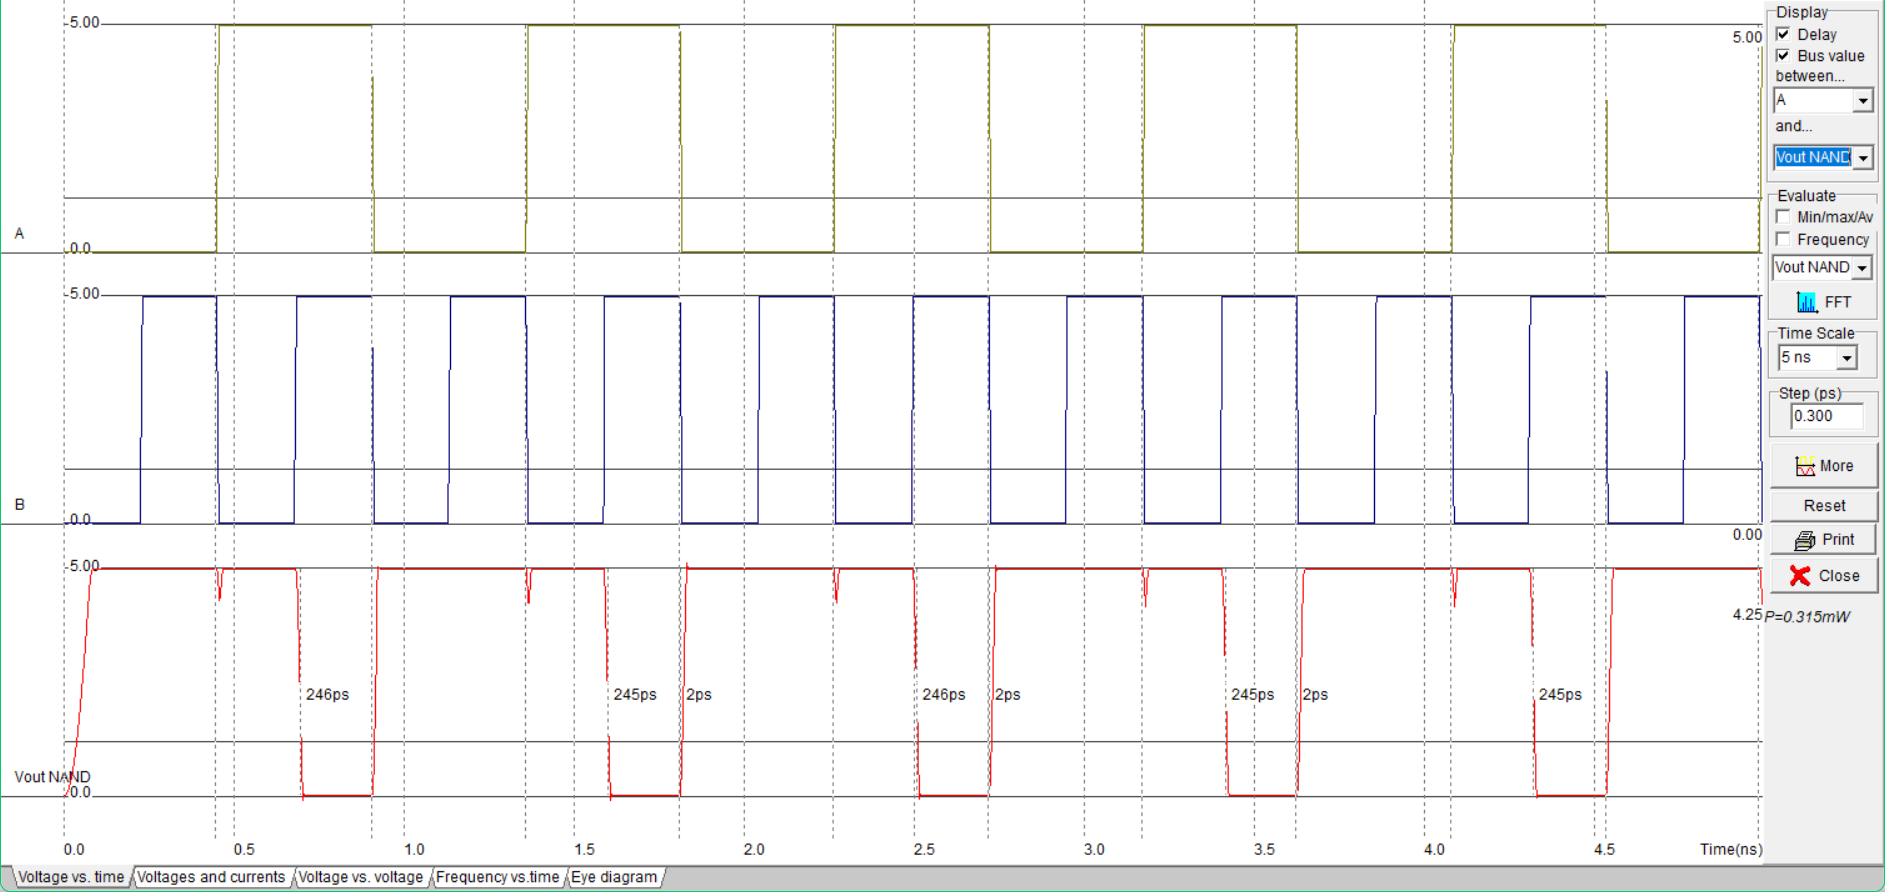 5.00
5.00
A
0.0
5.00
B
0.0
0.00
5.00
4.25
246ps
245ps
2ps
246ps
2ps
245ps
2ps
245ps
Vout NAND
0.0
0.0
0.5
1.0
1.5
2.0
2.5
3.0
3.5
4.0
4.5
Time(ns)
Voltage vs. time
Voltages and currents
Voltage vs. voltage
Frequency vs.time
Eye diagram
Display
Delay
Bus value
between...
A
and...
Vout NAND
Evaluate
Min/max/Av
Frequency
Vout NAND
FFT
Time Scale
5 ns
Step (ps)
0.300
More
Reset
Print
Close
P=0.315mW